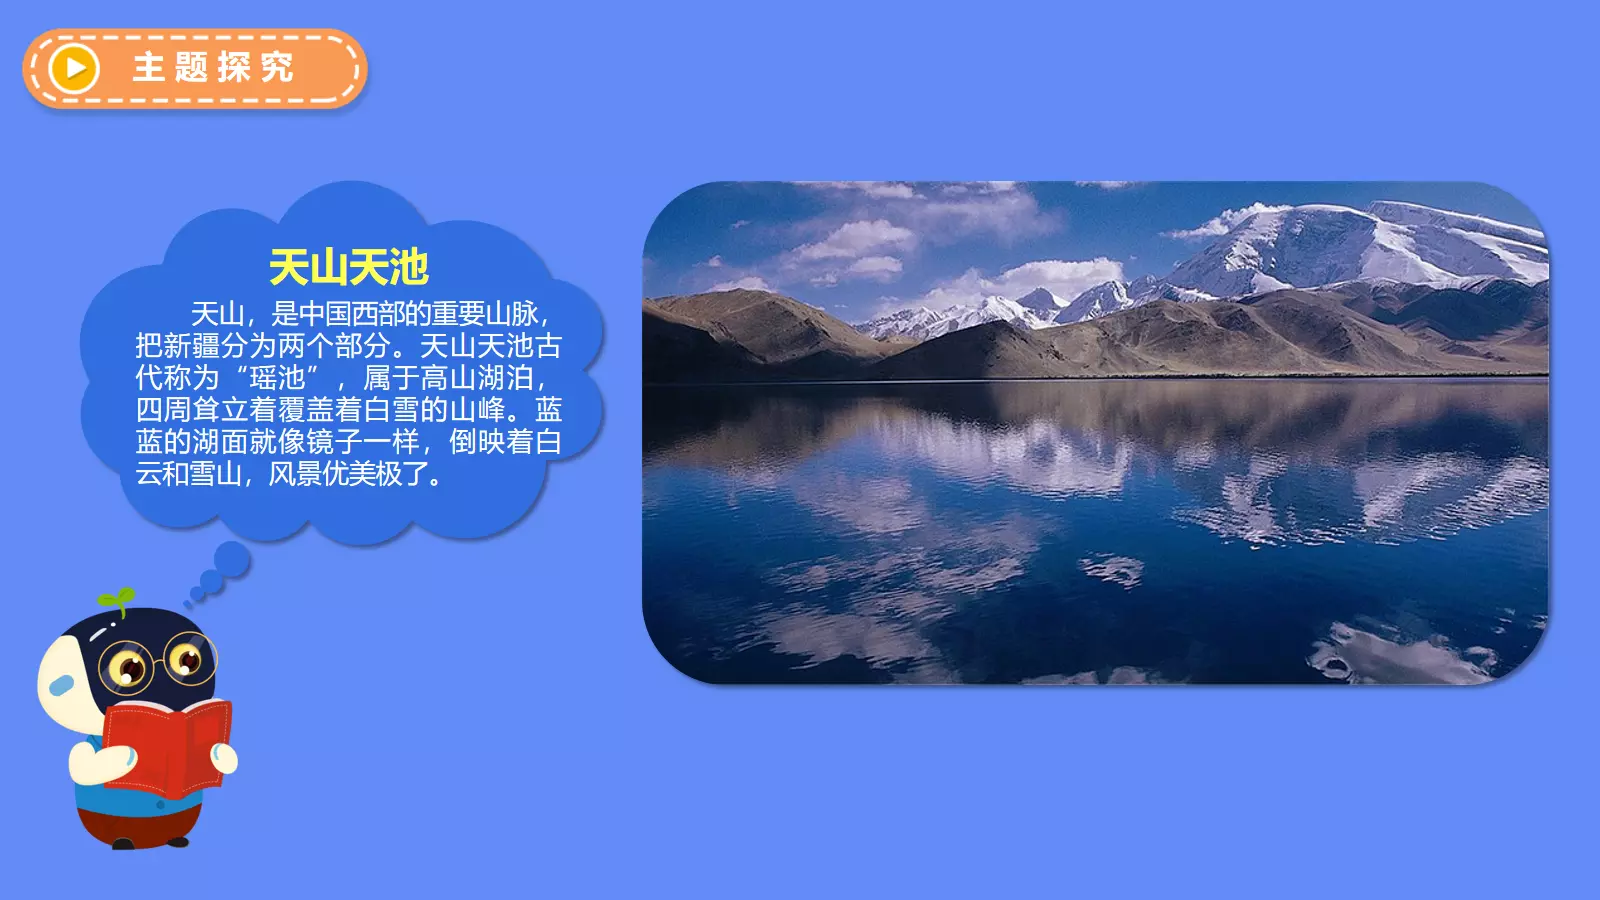 主题探究
天山天池
天山，是中国西部的重要山脉，
把新疆分为两个部分。天山天池古
代称为“瑶池”，属于高山湖泊，
四周耸立着覆盖着白雪的山峰。蓝
蓝的湖面就像镜子一样，倒映着白
云和雪山，风景优美极了。